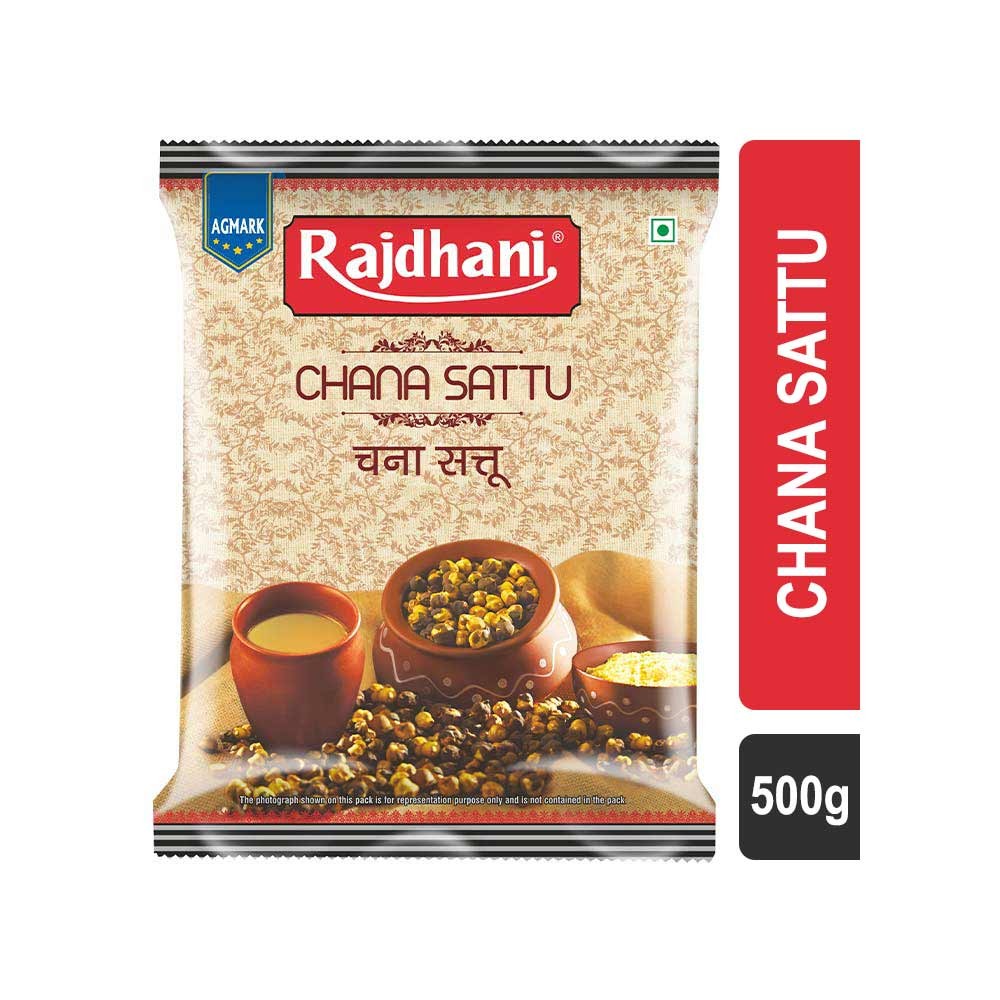 AGMARK
Rajdhani®
CHANA SATTU
चना सत्तू
The photograph shown on this pack is for representation purpose only and is not contained in the pack
CHANA SATTU
500g